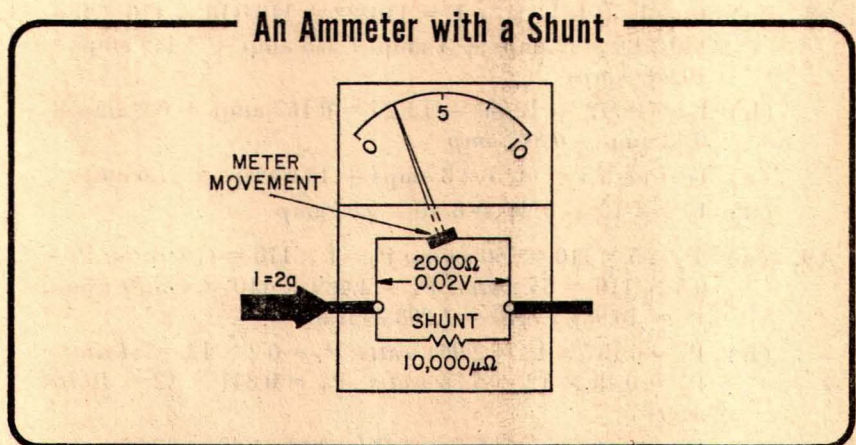 An Ammeter with a Shunt
5
0
10
METER
MOVEMENT
2000Ω
I=2a
0.02V
SHUNT
10,000μΩ